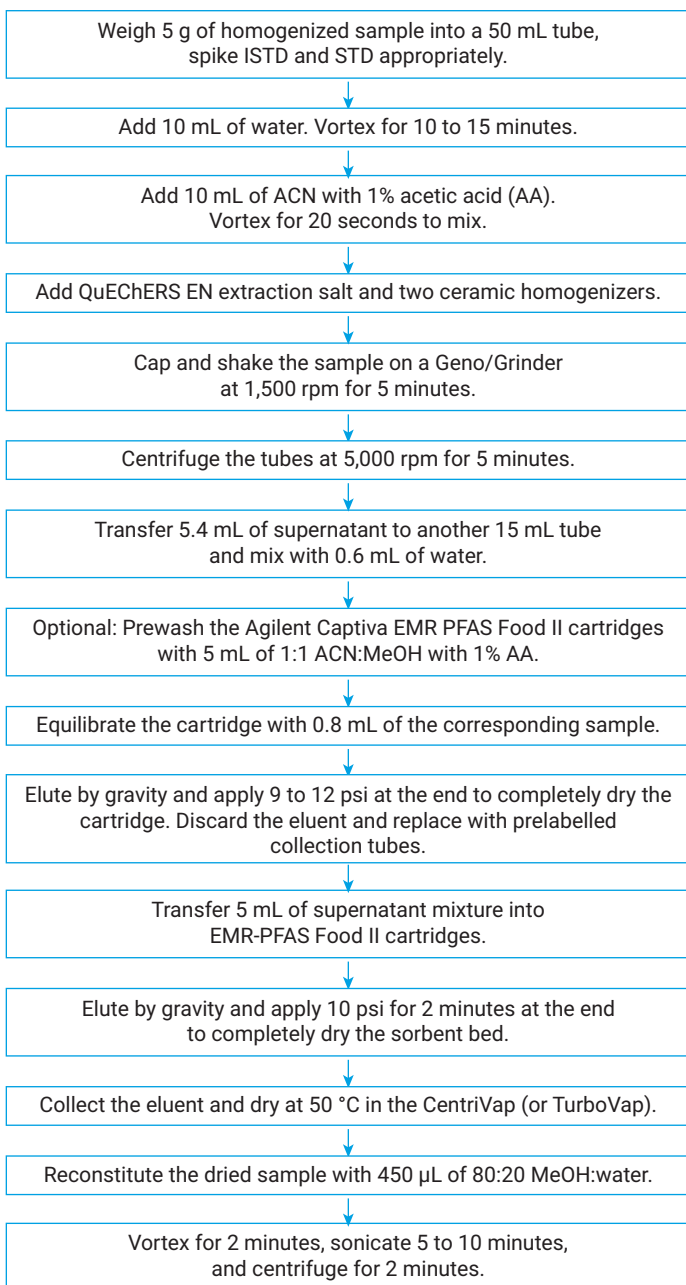 Weigh 5 g of homogenized sample into a 50 mL tube,
spike ISTD and STD appropriately.
Add 10 mL of water. Vortex for 10 to 15 minutes.
Add 10 mL of ACN with 1% acetic acid (AA).
Vortex for 20 seconds to mix.
Add QuEChERS EN extraction salt and two ceramic homogenizers.
Cap and shake the sample on a Geno/Grinder
at 1,500 rpm for 5 minutes.
Centrifuge the tubes at 5,000 rpm for 5 minutes.
Transfer 5.4 mL of supernatant to another 15 mL tube
and mix with 0.6 mL of water.
Optional: Prewash the Agilent Captiva EMR PFAS Food II cartridges
with 5 mL of 1:1 ACN:MeOH with 1% AA.
Equilibrate the cartridge with 0.8 mL of the corresponding sample.
Elute by gravity and apply 9 to 12 psi at the end to completely dry the
cartridge. Discard the eluent and replace with prelabelled
collection tubes.
Transfer 5 mL of supernatant mixture into
EMR-PFAS Food II cartridges.
Elute by gravity and apply 10 psi for 2 minutes at the end
to completely dry the sorbent bed.
Collect the eluent and dry at 50 °C in the CentriVap (or TurboVap).
Reconstitute the dried sample with 450 µL of 80:20 MeOH:water.
Vortex for 2 minutes, sonicate 5 to 10 minutes,
and centrifuge for 2 minutes.